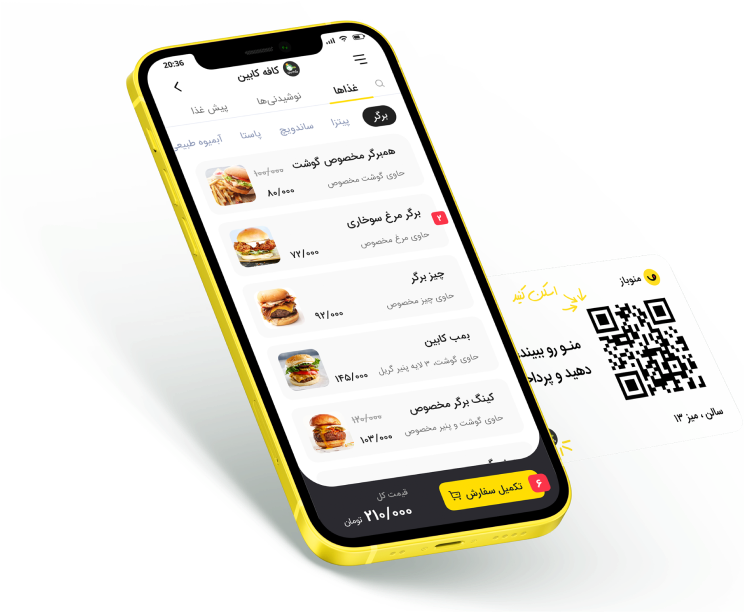 20:36
کافه کابین
غذاها
نوشیدنی‌ها
پیش غذا
برگر
پیتزا
ساندویچ
پاستا
آبمیوه طبیعی
همبرگر مخصوص گوشت
۱۰۰/۰۰۰
حاوی گوشت مخصوص
۸۰/۰۰۰
۲
برگر مرغ سوخاری
حاوی مرغ مخصوص
۷۲/۰۰۰
چیز برگر
حاوی چیز مخصوص
۹۲/۰۰۰
بمب کابین
حاوی گوشت، ۳ لایه پنیر گریل
۱۴۵/۰۰۰
کینگ برگر مخصوص
۱۲۰/۰۰۰
حاوی گوشت و پنیر مخصوص
۱۰۳/۰۰۰
۶
تکمیل سفارش
قیمت کل
۲۱۰/۰۰۰ تومان
منوباز
اسکن کنید
منو رو ببیند
دهید و پرداخ
سالن ، میز ۱۳